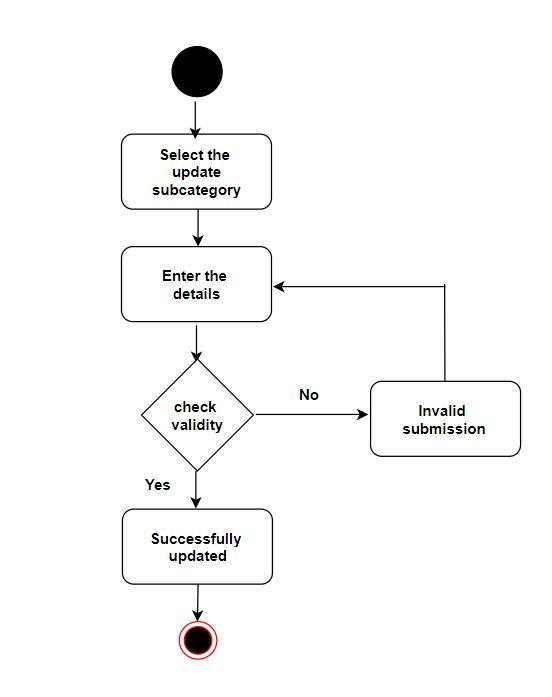 Select the
update
subcategory
Enter the
details
check
validity
No
Invalid
submission
Yes
Successfully
updated